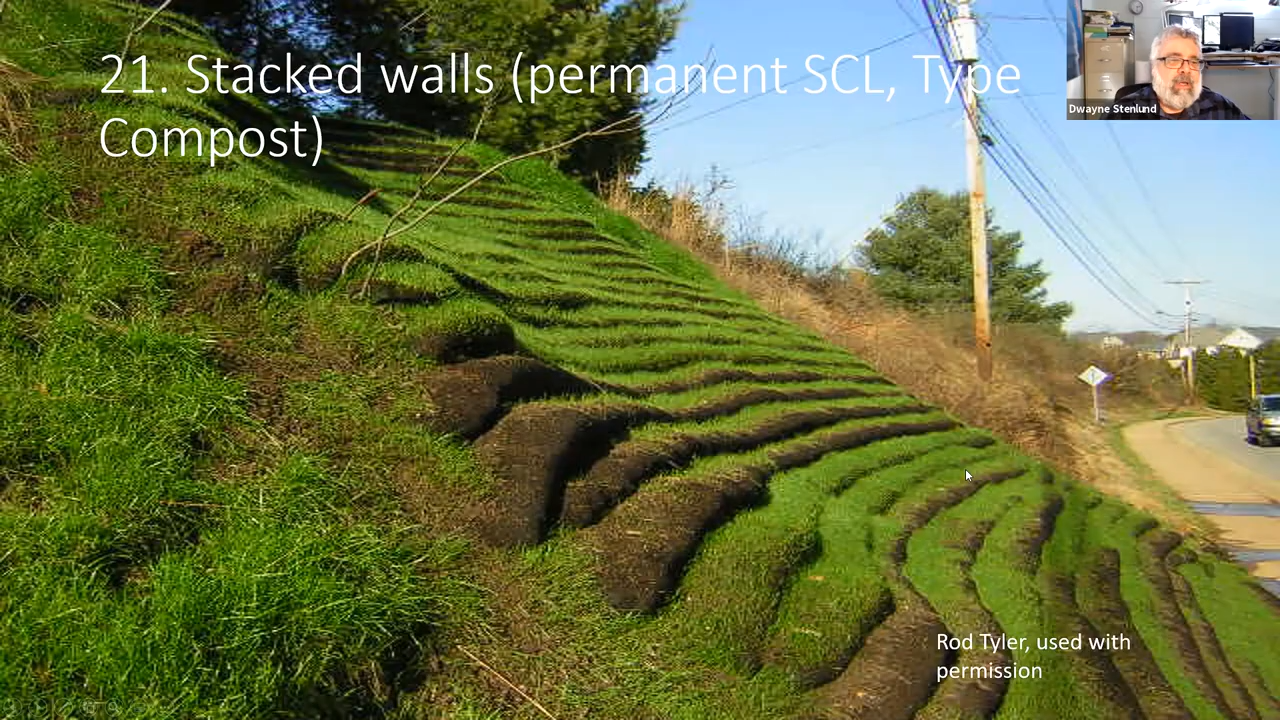 21. Stacked walls (permanent SCL, Type
Compost)
Dwayne Stenlund
Rod Tyler, used with
permission